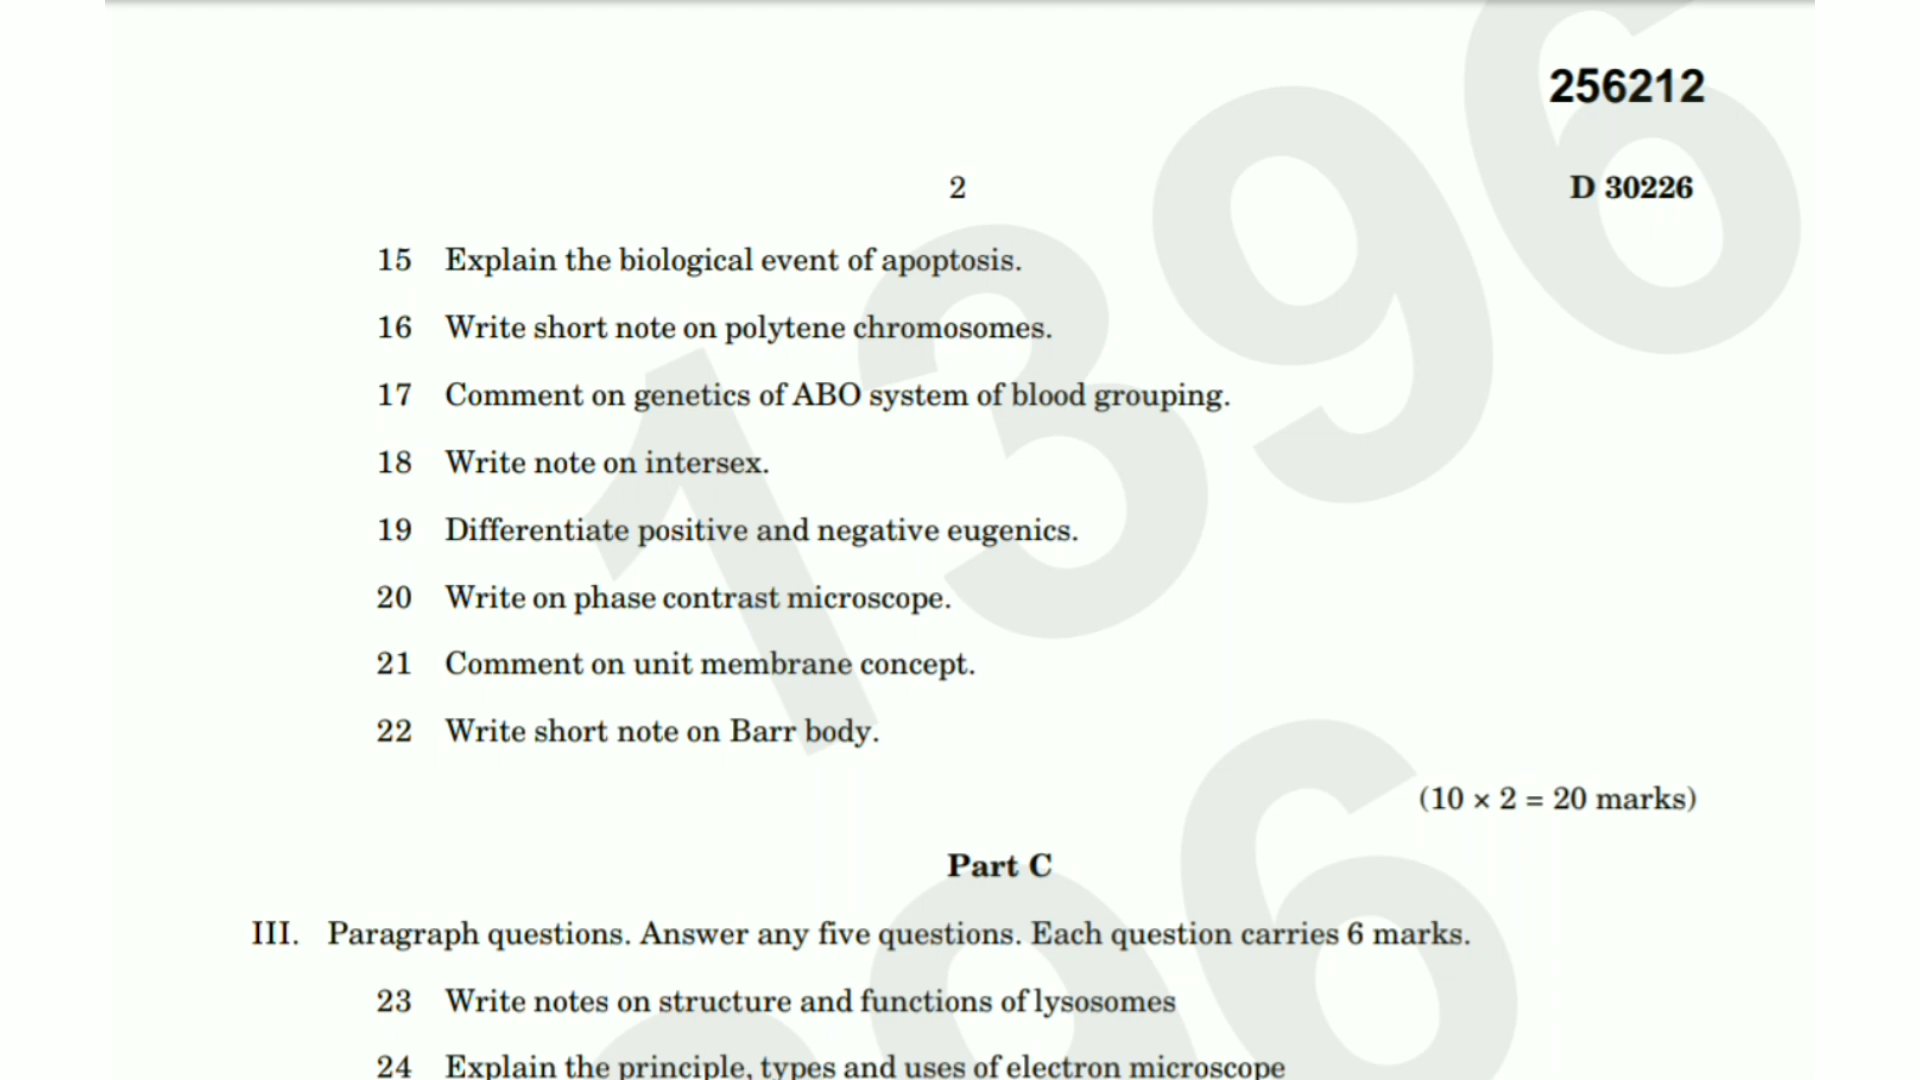 256212
2
D 30226
15 Explain the biological event of apoptosis.
16 Write short note on polytene chromosomes.
17 Comment on genetics of ABO system of blood grouping.
18 Write note on intersex.
19 Differentiate positive and negative eugenics.
20 Write on phase contrast microscope.
21 Comment on unit membrane concept.
22 Write short note on Barr body.
(10 × 2 = 20 marks)
Part C
III. Paragraph questions. Answer any five questions. Each question carries 6 marks.
23 Write notes on structure and functions of lysosomes
24 Explain the principle, types and uses of electron microscope
1396